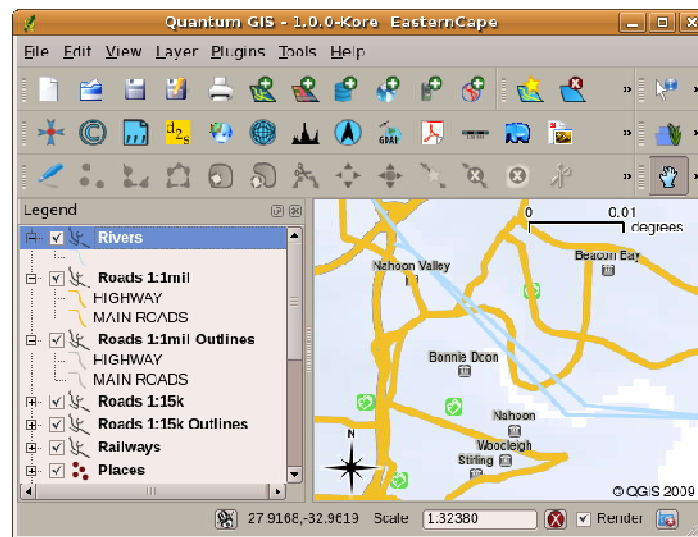 Quantum GIS - 1.0.0-Kore EasternCape
File Edit View Layer Plugins Tools Help
d2s
GDAL
Legend
Rivers
Roads 1:1mil
HIGHWAY
MAIN ROADS
Roads 1:1mil Outlines
HIGHWAY
MAIN ROADS
Roads 1:15k
Roads 1:15k Outlines
Railways
Places
0 0.01
degrees
Nahoon Valley
Beacon Bay
Bonnie Doon
Nahoon
Woodleigh
Stirling
N
©QGIS 2009
27.9168,-32.9619 Scale 1:32380 Render